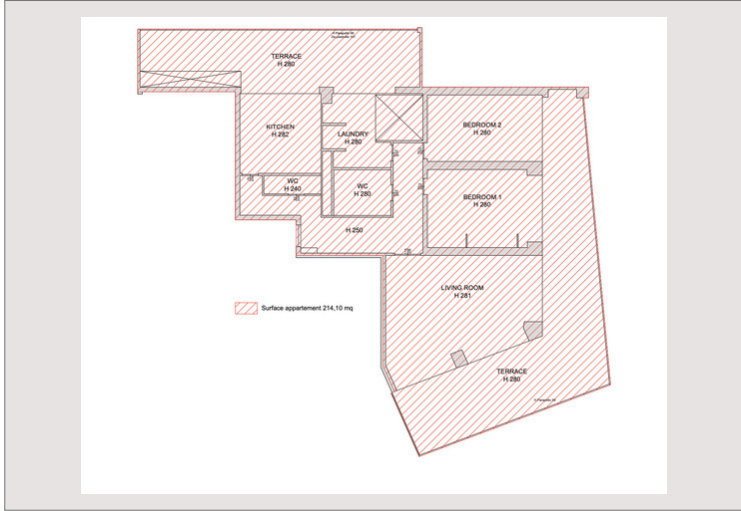 TERRACE
H 280
KITCHEN
H 282
LAUNDRY
H 280
BEDROOM 2
H 280
WC
H 240
WC
H 280
BEDROOM 1
H 280
H 250
LIVING ROOM
H 281
Surface appartement 214,10 mq
TERRACE
H 280